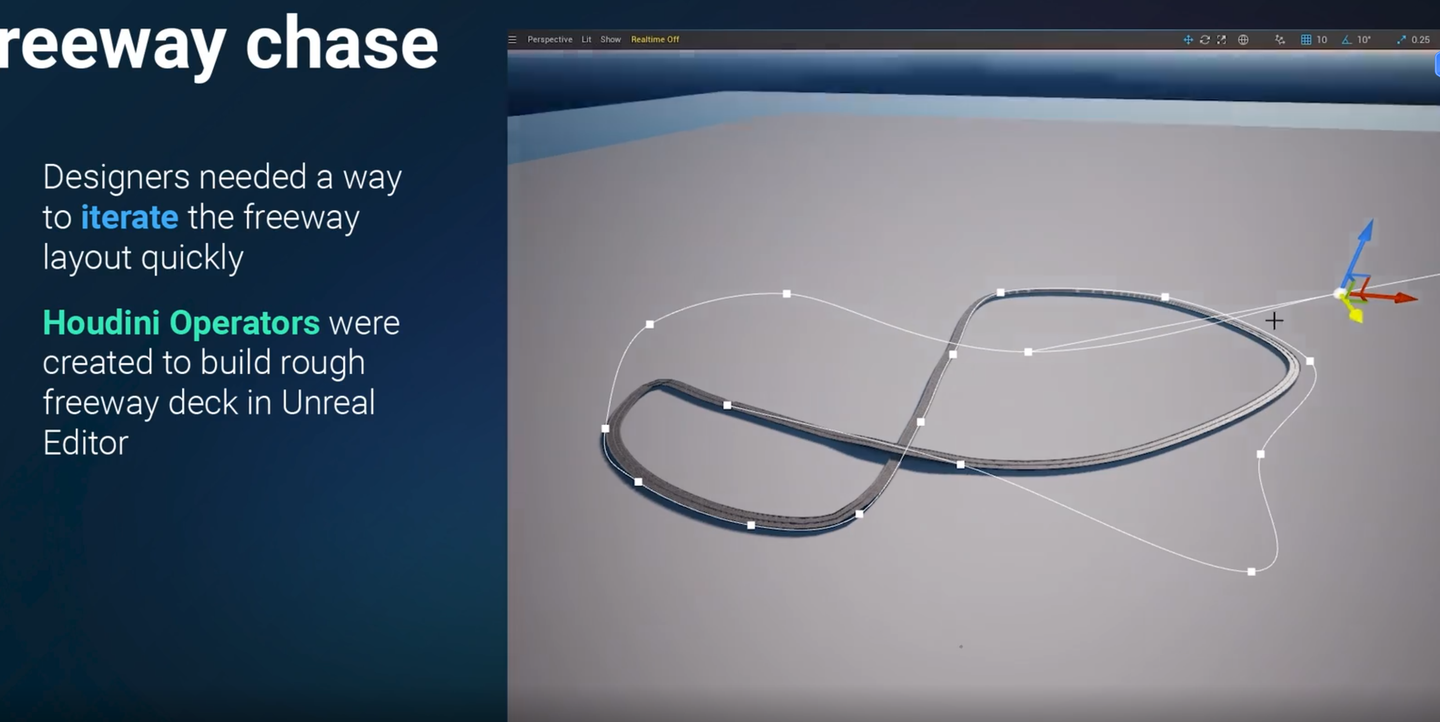 reeway chase
Perspective Lit Show Realtime Off
10 10° 0.25
Designers needed a way
to iterate the freeway
layout quickly
Houdini Operators were
created to build rough
freeway deck in Unreal
Editor